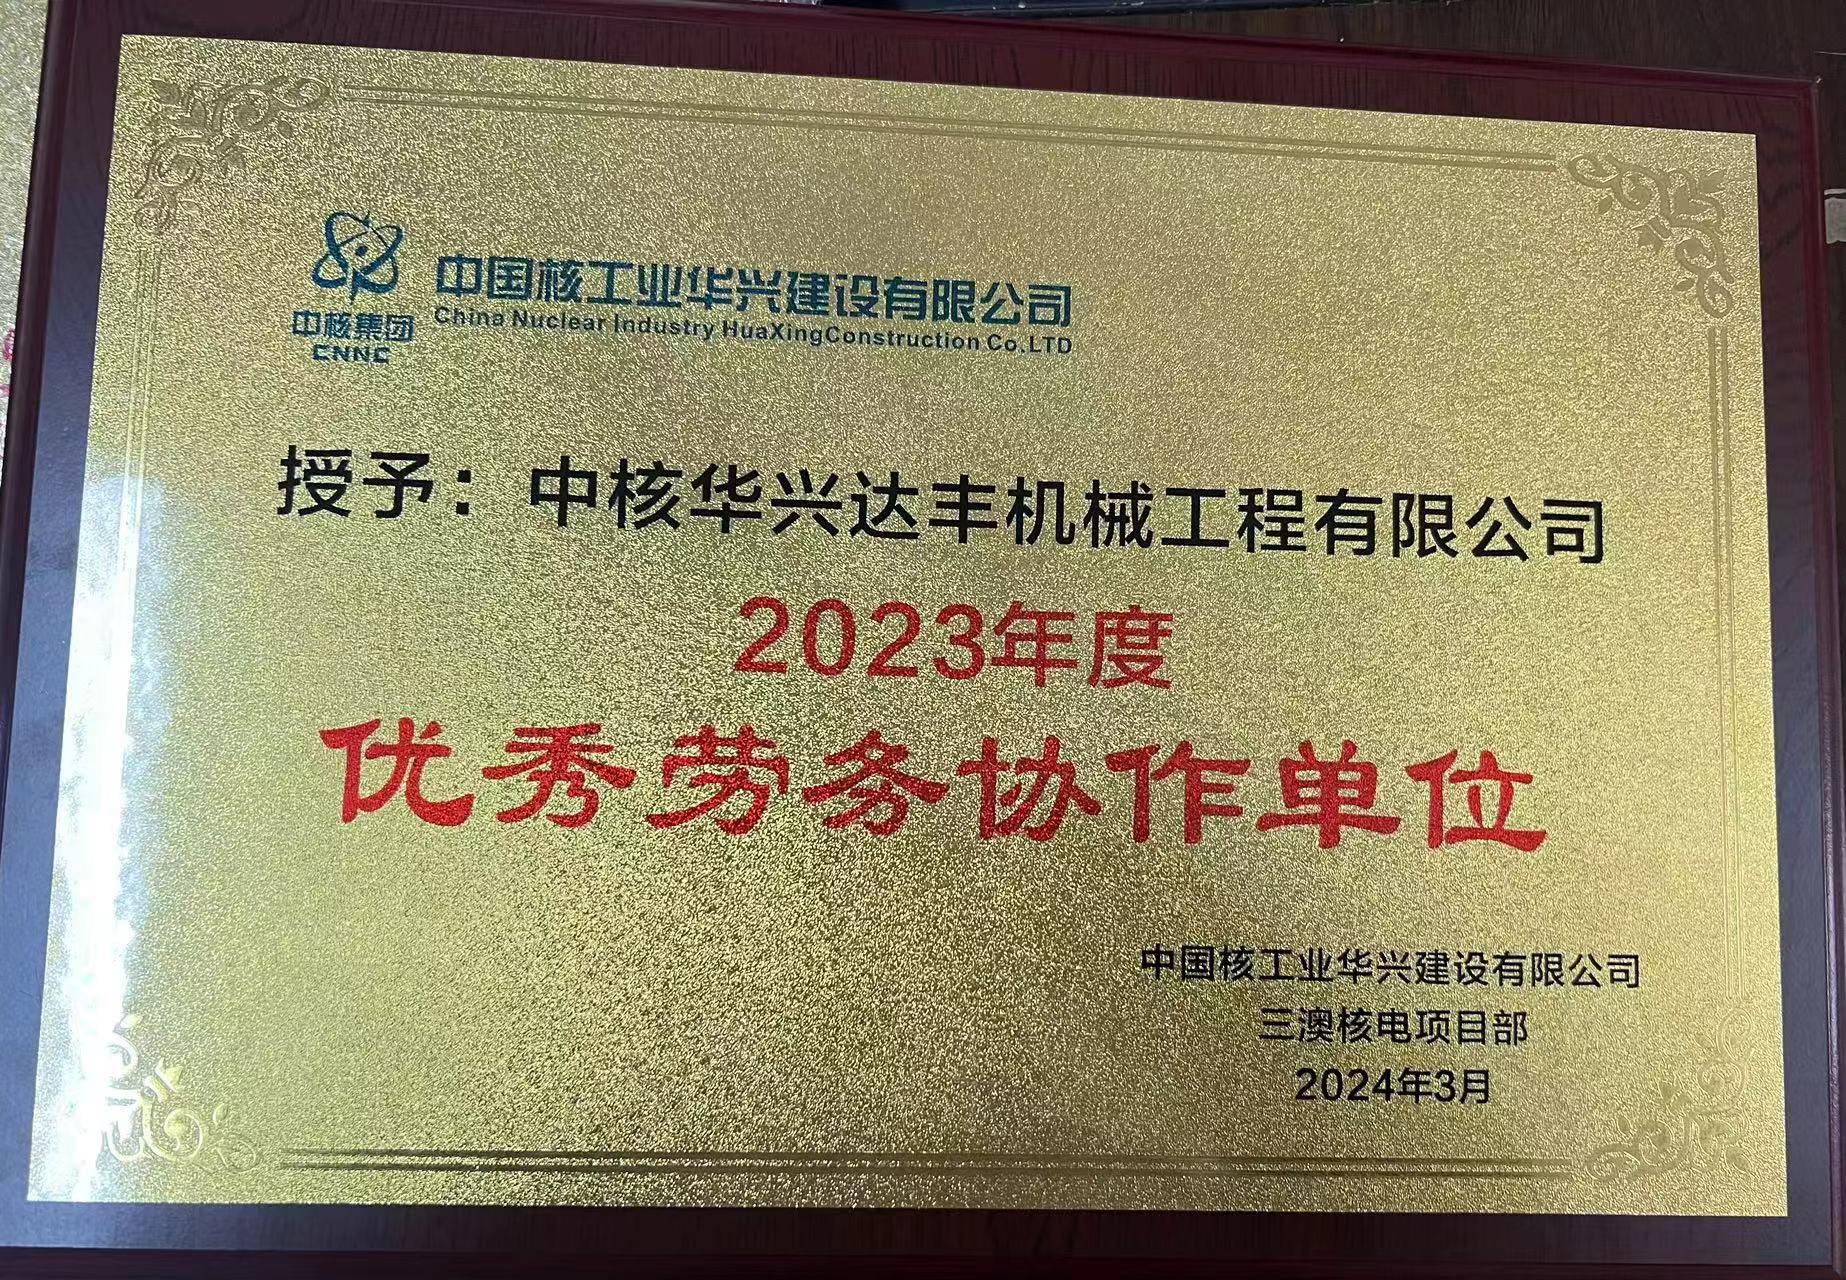 中国核工业华兴建设有限公司
China Nuclear Industry HuaXingConstruction Co.,LTD
中核集团
CNNC
授予：中核华兴达丰机械工程有限公司
2023年度
优秀劳务协作单位
中国核工业华兴建设有限公司
三澳核电项目部
2024年3月